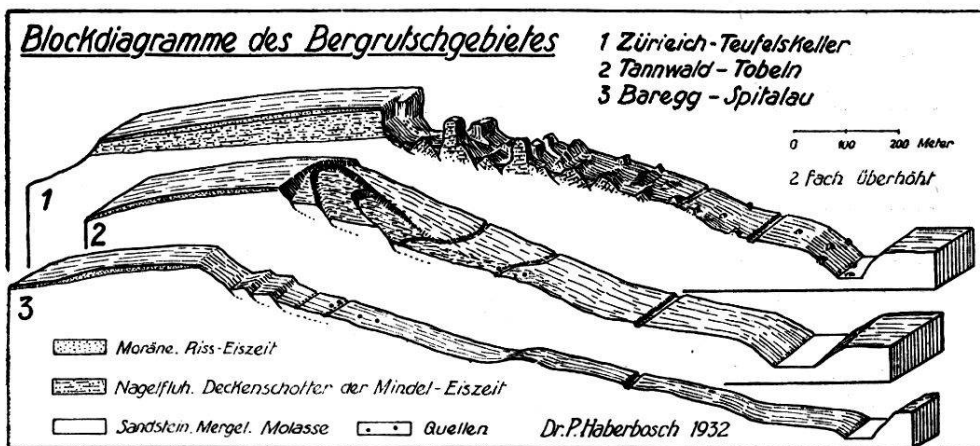 Blockdiagramme des Bergrutschgebietes
1 Zürieich-Teufelskeller
2 Tannwald-Tobeln
3 Baregg-Spitalau
0 100 200 Meter
2 fach überhöht
1
2
3
Moräne. Riss-Eiszeit
Nagelfluh. Deckenschotter der Mindel-Eiszeit
Sandstein. Mergel. Molasse
Quellen
Dr. P. Haberbosch 1932